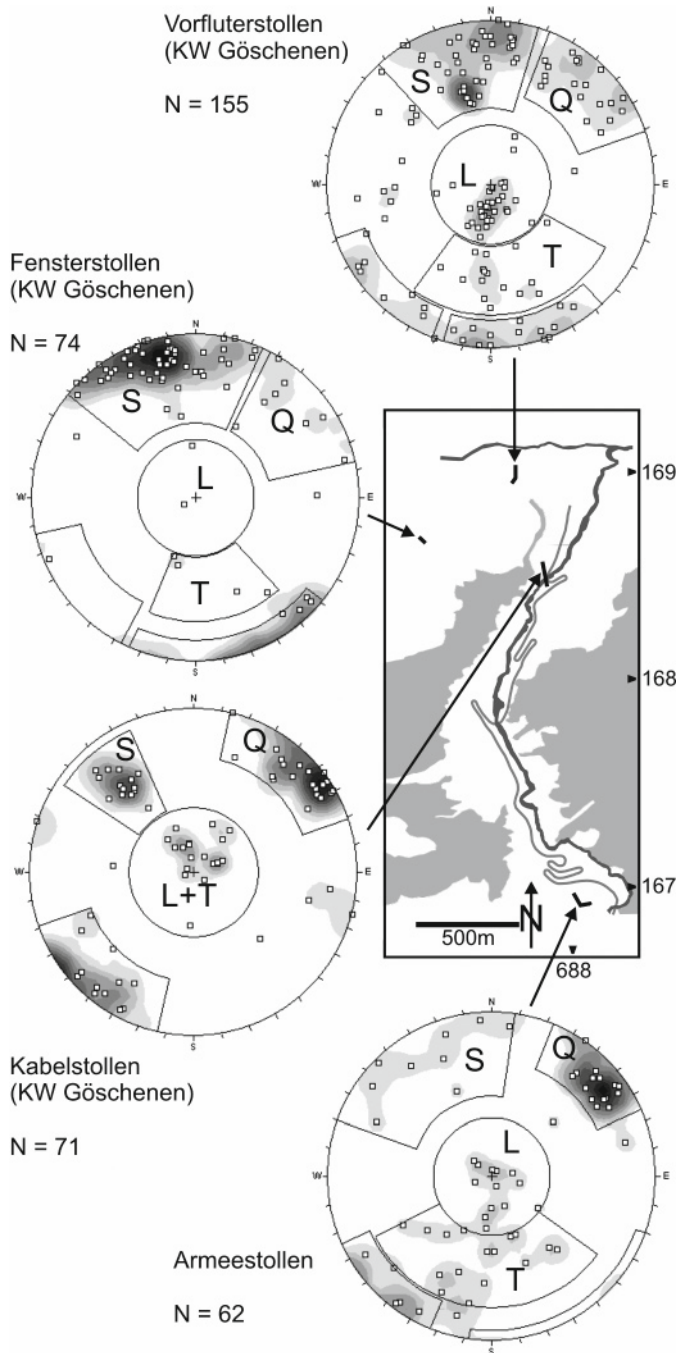 Vorfluterstollen
(KW Göschenen)
N = 155
S
Q
W
L
E
T
S
Fensterstollen
(KW Göschenen)
N = 74
N
S
Q
W
L
E
T
S
169
168
167
N
500m
688
N
S
Q
W
E
L+T
S
Kabelstollen
(KW Göschenen)
N = 71
N
S
Q
L
W
E
T
S
Armeestollen
N = 62